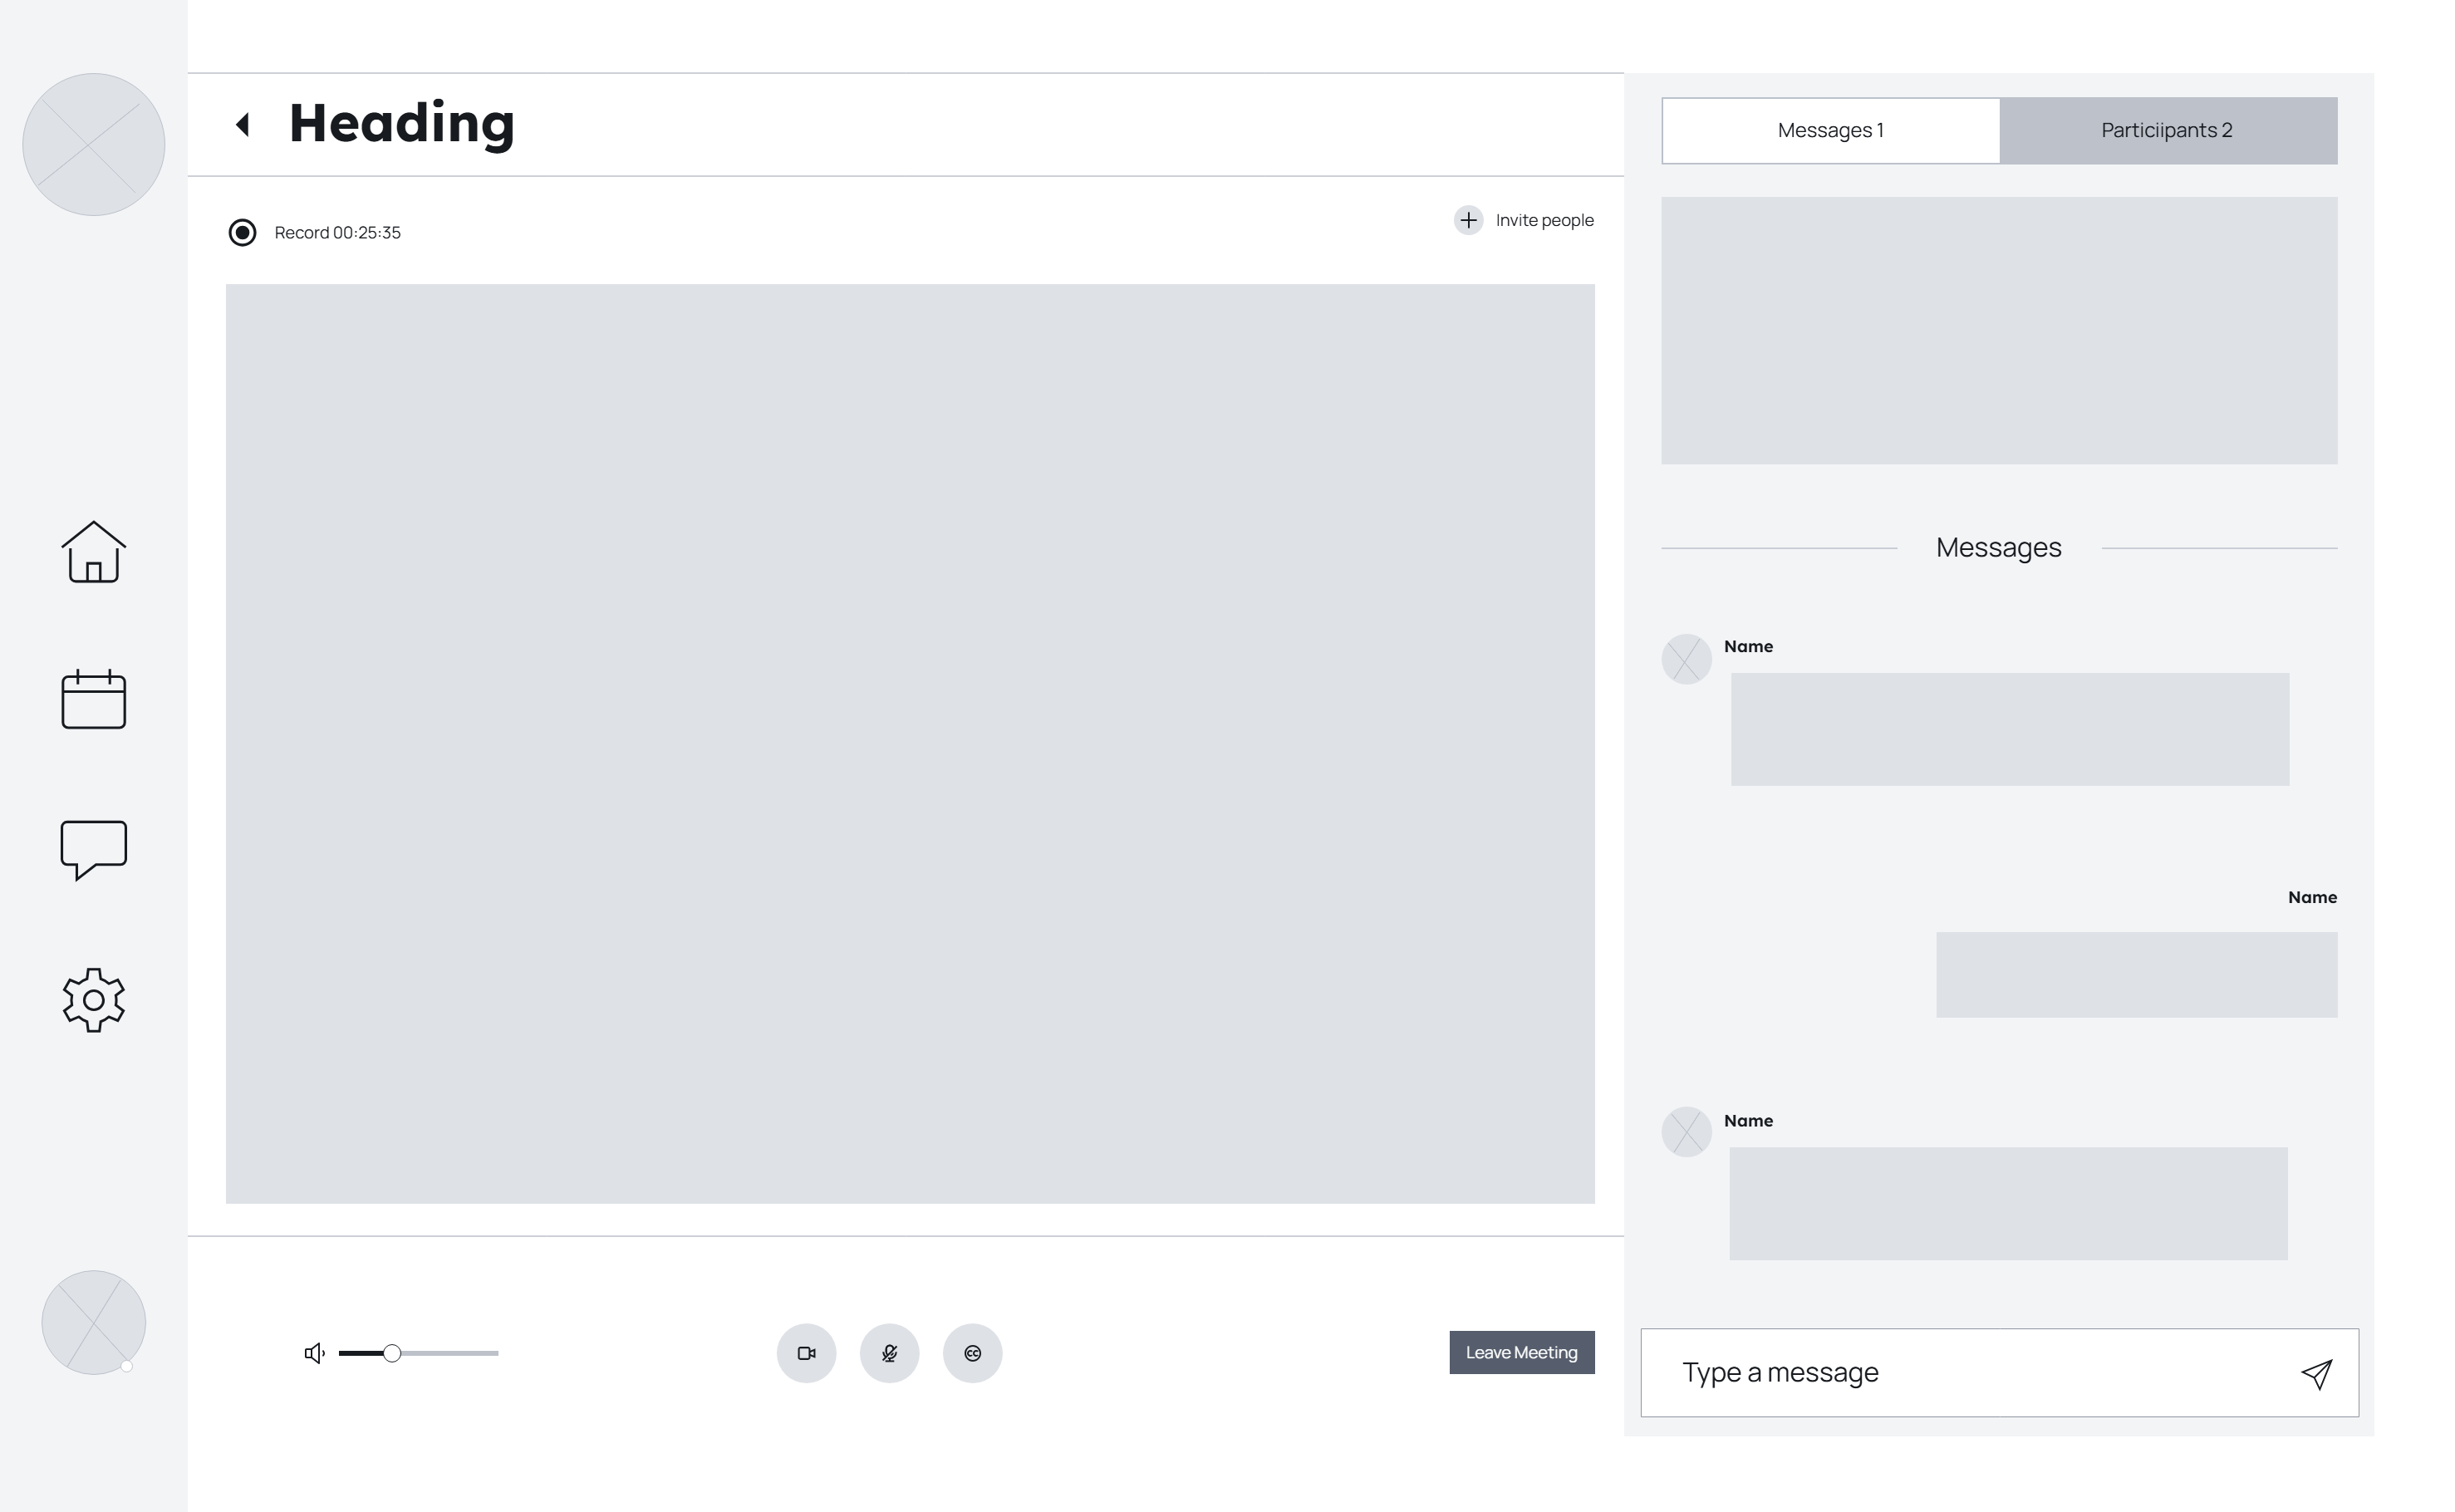 Heading
Record 00:25:35
Invite people
Messages 1
Particiipants 2
Messages
Name
Name
Name
CC
Leave Meeting
Type a message